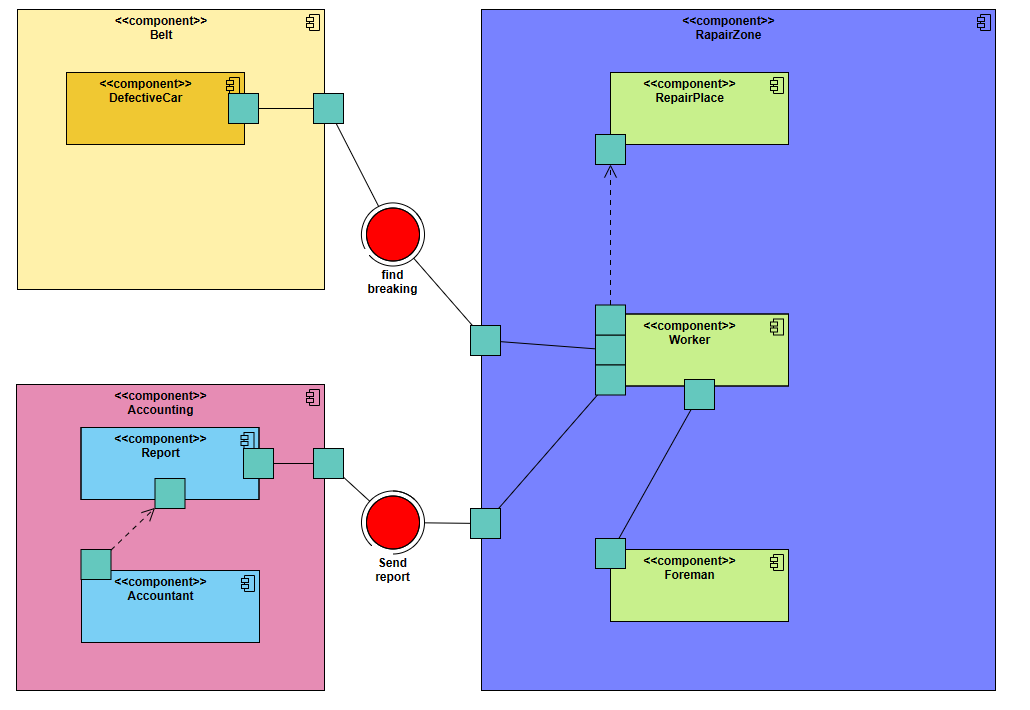 <<component>>
Belt
<<component>>
DefectiveCar
<<component>>
RapairZone
<<component>>
RepairPlace
find
breaking
<<component>>
Worker
<<component>>
Accounting
<<component>>
Report
<<component>>
Accountant
Send
report
<<component>>
Foreman